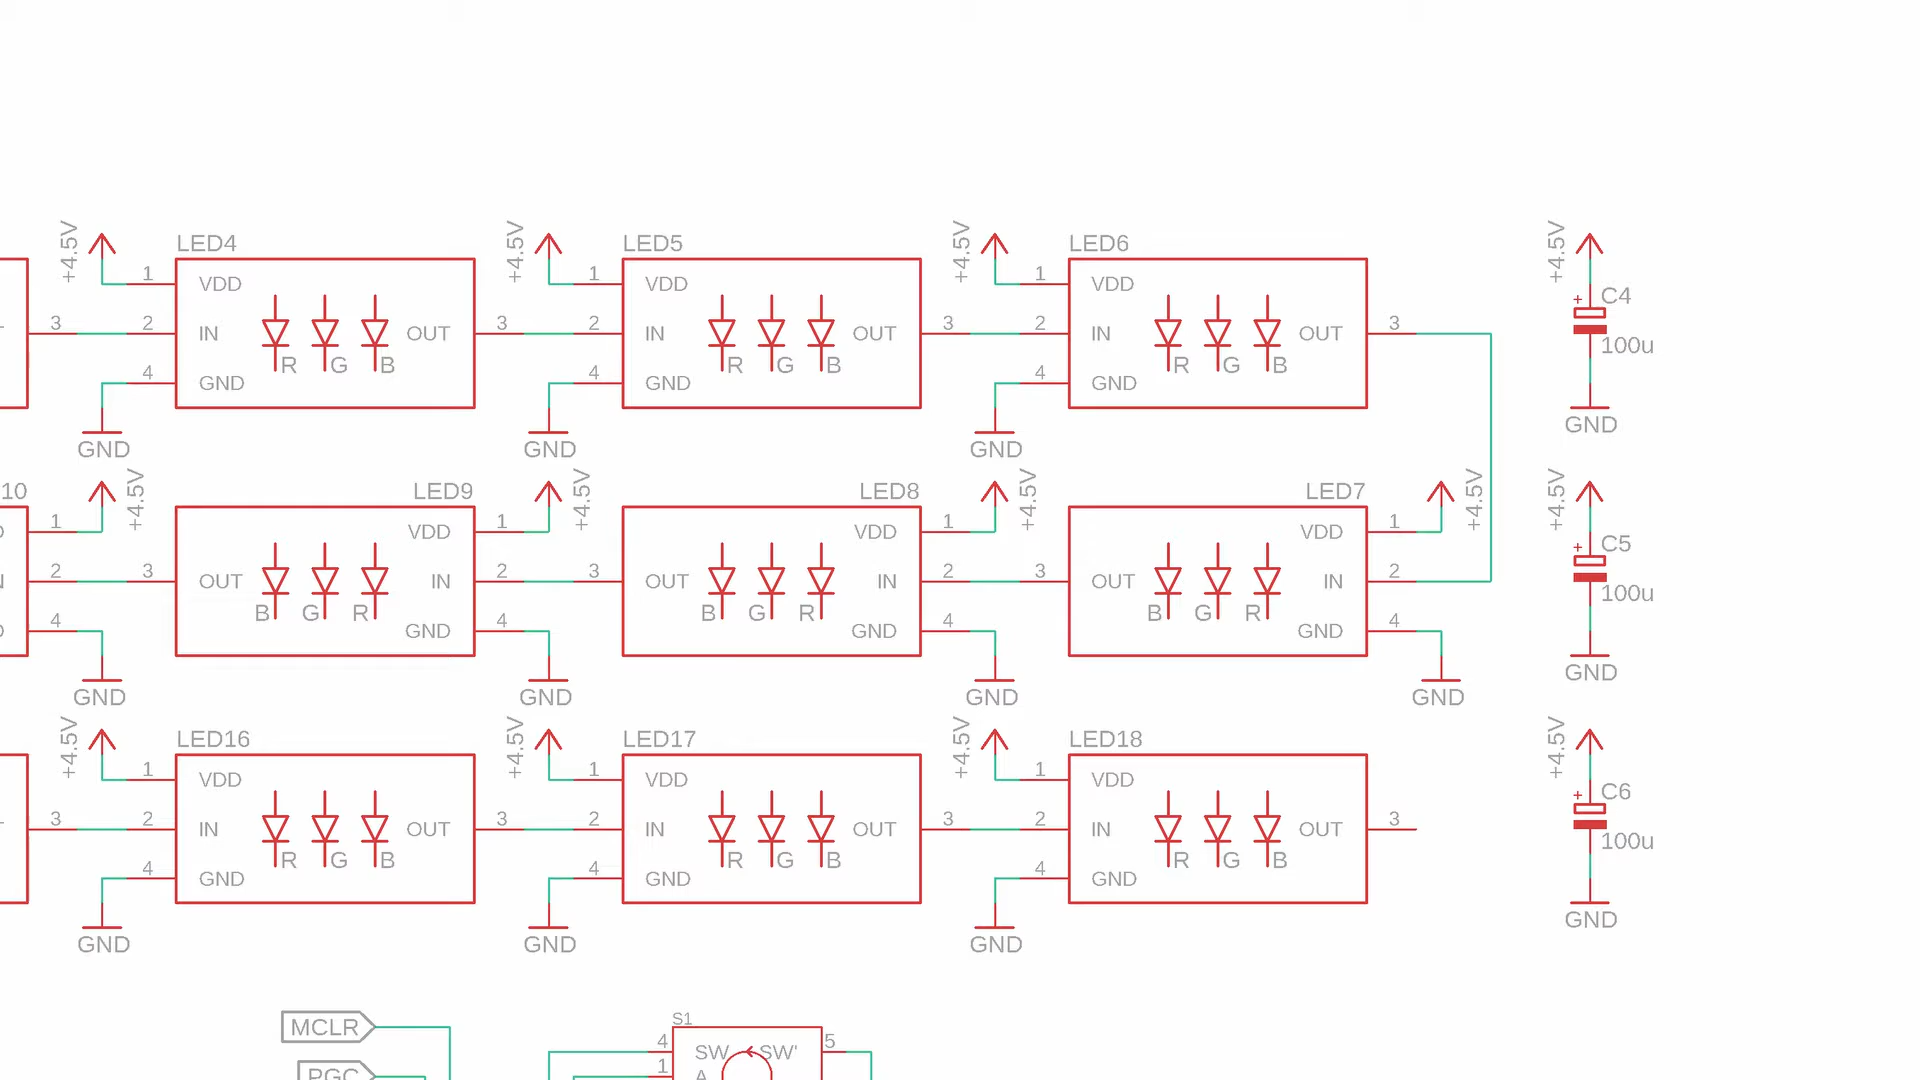 +4.5V +4.5V +4.5V +4.5V
LED4 LED5 LED6
1 VDD 1 VDD 1 VDD C4
3 2 IN OUT 3 2 IN OUT 3 2 IN OUT 3 100u
R G B R G B R G B
4 GND 4 GND 4 GND
GND GND GND GND
+4.5V +4.5V +4.5V +4.5V +4.5V
10 LED9 LED8 LED7
1 VDD 1 VDD 1 VDD 1 C5
2 3 OUT IN 2 3 OUT IN 2 3 OUT IN 2 100u
B G R B G R B G R
4 GND 4 GND 4 GND 4
GND GND GND GND GND
+4.5V +4.5V +4.5V +4.5V
LED16 LED17 LED18
1 VDD 1 VDD 1 VDD C6
3 2 IN OUT 3 2 IN OUT 3 2 IN OUT 3 100u
R G B R G B R G B
4 GND 4 GND 4 GND
GND GND GND GND
MCLR S1
4 SW SW' 5
PGC 1 A